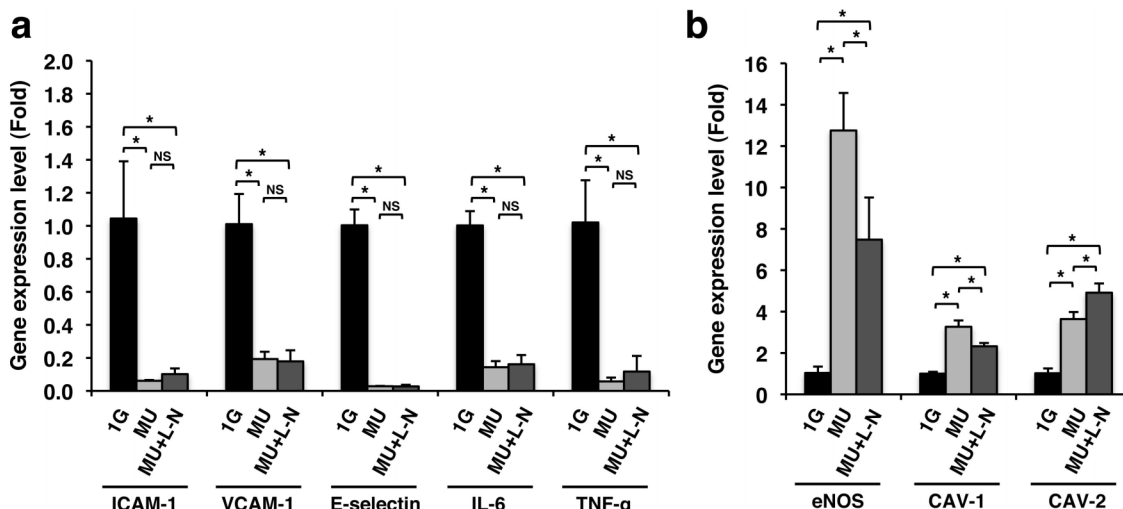 a
Gene expression level (Fold)
2.0
1.8
1.6
1.4
1.2
1.0
0.8
0.6
0.4
0.2
0.0
* * NS
* * NS
* * NS
* * NS
* * NS
1G MU MU+L-N 1G MU MU+L-N 1G MU MU+L-N 1G MU MU+L-N 1G MU MU+L-N
ICAM-1 VCAM-1 E-selectin IL-6 TNF-α
b
Gene expression level (Fold)
16
14
12
10
8
6
4
2
0
* * *
* * *
* * *
1G MU MU+L-N 1G MU MU+L-N 1G MU MU+L-N
eNOS CAV-1 CAV-2